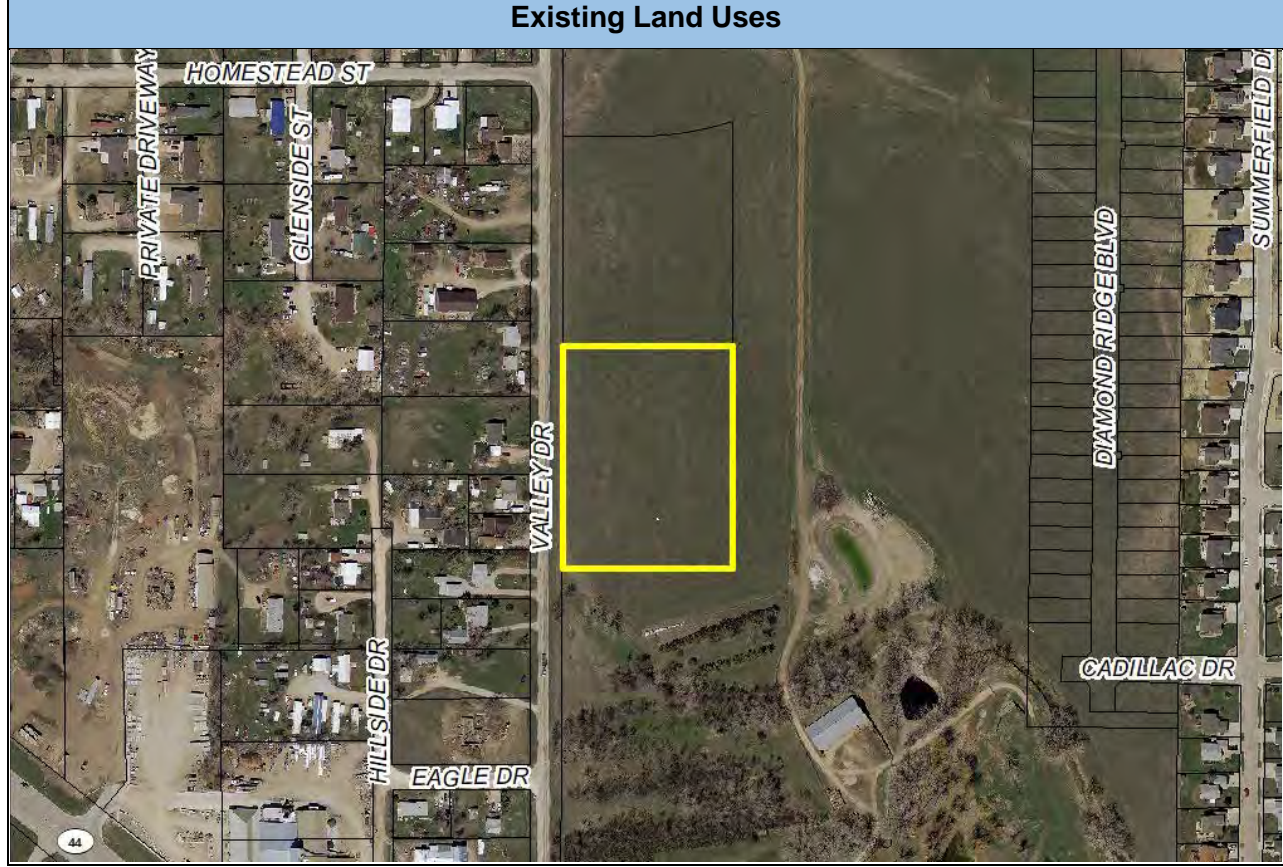 Existing Land Uses
HOMESTEAD ST
PRIVATE DRIVEWAY
GLENSIDE ST
SUMMERFIELD D
DIAMOND RIDGE BLVD
VALLEY DR
HILLSIDE DR
CADILLAC DR
EAGLE DR
44